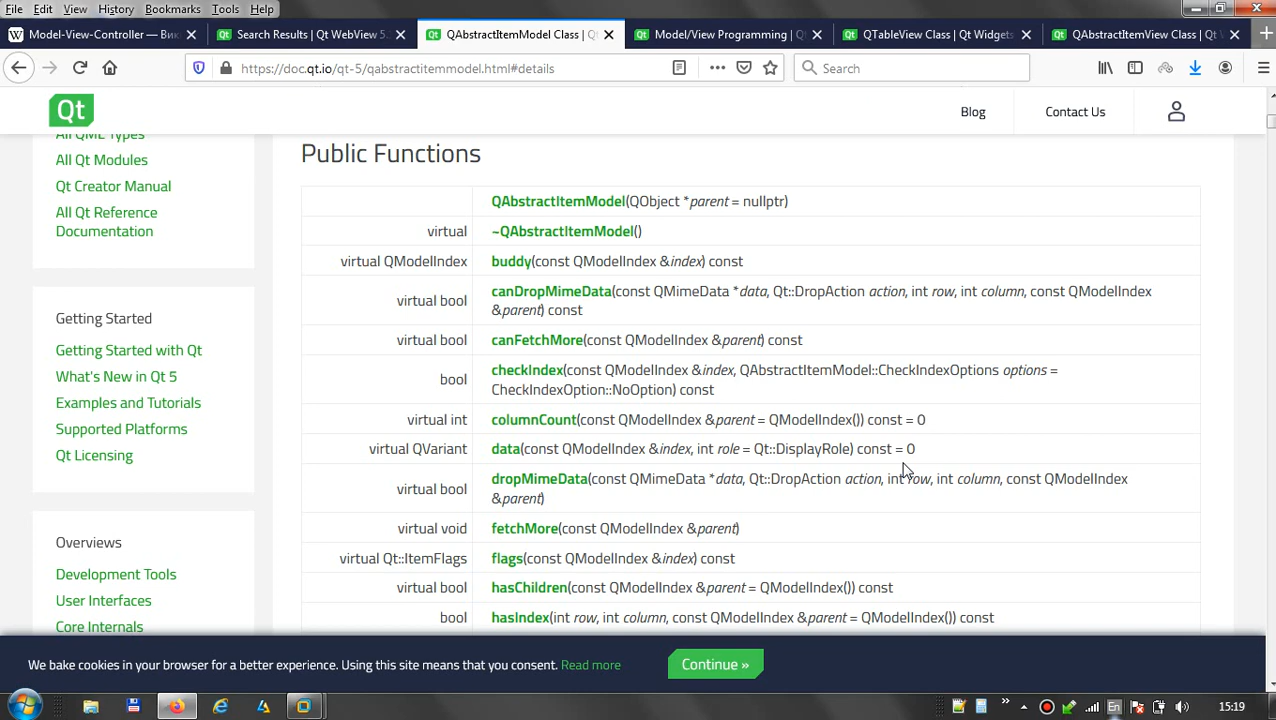 File Edit View History Bookmarks Tools Help
Model-View-Controller — Вик
Search Results | Qt WebView 5.
QAbstractItemModel Class | Qt
Model/View Programming | Qt
QTableView Class | Qt Widgets
QAbstractItemView Class | Qt W
https://doc.qt.io/qt-5/qabstractitemmodel.html#details
Search
Qt
Blog
Contact Us
All QML Types
All Qt Modules
Qt Creator Manual
All Qt Reference
Documentation
Getting Started
Getting Started with Qt
What's New in Qt 5
Examples and Tutorials
Supported Platforms
Qt Licensing
Overviews
Development Tools
User Interfaces
Core Internals
Public Functions
QAbstractItemModel(QObject *parent = nullptr)
virtual ~QAbstractItemModel()
virtual QModelIndex buddy(const QModelIndex &index) const
virtual bool canDropMimeData(const QMimeData *data, Qt::DropAction action, int row, int column, const QModelIndex
&parent) const
virtual bool canFetchMore(const QModelIndex &parent) const
bool checkIndex(const QModelIndex &index, QAbstractItemModel::CheckIndexOptions options =
CheckIndexOption::NoOption) const
virtual int columnCount(const QModelIndex &parent = QModelIndex()) const = 0
virtual QVariant data(const QModelIndex &index, int role = Qt::DisplayRole) const = 0
virtual bool dropMimeData(const QMimeData *data, Qt::DropAction action, int row, int column, const QModelIndex
&parent)
virtual void fetchMore(const QModelIndex &parent)
virtual Qt::ItemFlags flags(const QModelIndex &index) const
virtual bool hasChildren(const QModelIndex &parent = QModelIndex()) const
bool hasIndex(int row, int column, const QModelIndex &parent = QModelIndex()) const
We bake cookies in your browser for a better experience. Using this site means that you consent. Read more
Continue »
En
15:19